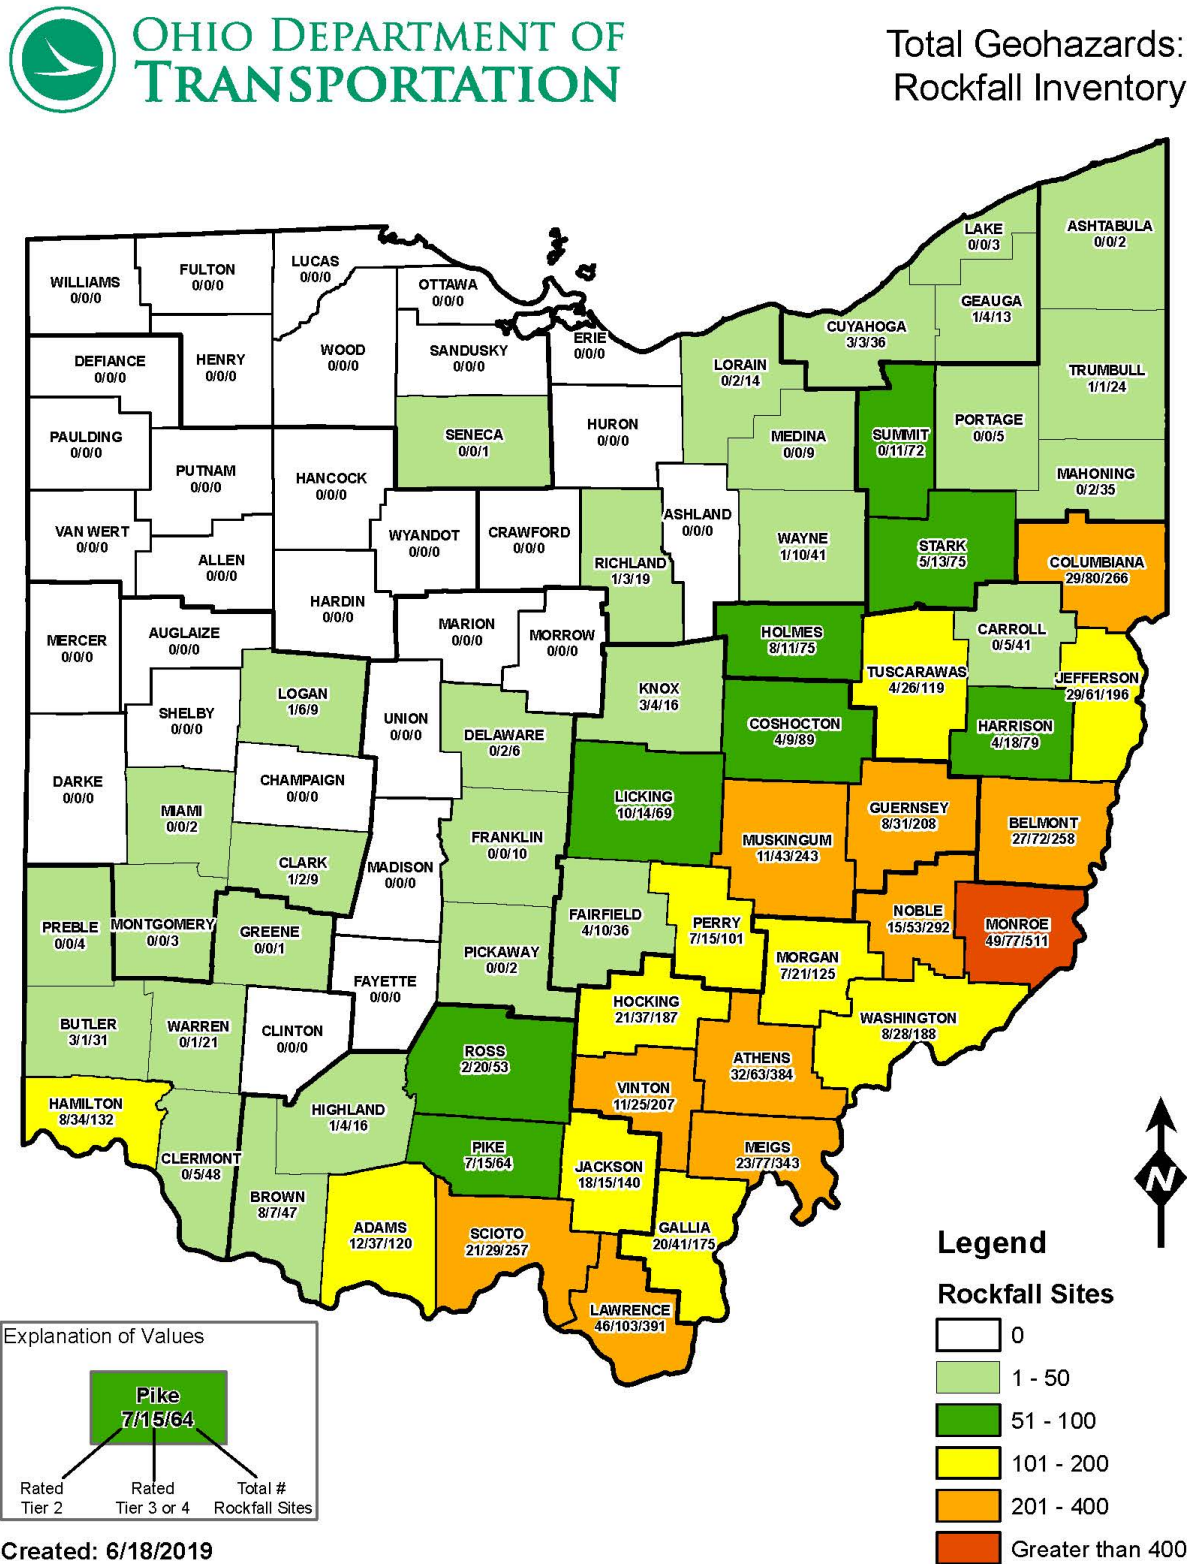 OHIO DEPARTMENT OF
TRANSPORTATION
Total Geohazards:
Rockfall Inventory
WILLIAMS
0/0/0
FULTON
0/0/0
LUCAS
0/0/0
OTTAWA
0/0/0
LAKE
0/0/3
ASHTABULA
0/0/2
GEAUGA
1/4/13
CUYAHOGA
3/3/36
DEFIANCE
0/0/0
HENRY
0/0/0
WOOD
0/0/0
SANDUSKY
0/0/0
ERIE
0/0/0
LORAIN
0/2/14
TRUMBULL
1/1/24
PAULDING
0/0/0
SENECA
0/0/1
HURON
0/0/0
MEDINA
0/0/9
SUMMIT
0/11/72
PORTAGE
0/0/5
PUTNAM
0/0/0
HANCOCK
0/0/0
MAHONING
0/2/35
VAN WERT
0/0/0
ALLEN
0/0/0
WYANDOT
0/0/0
CRAWFORD
0/0/0
RICHLAND
1/3/19
ASHLAND
0/0/0
WAYNE
1/10/41
STARK
5/13/75
COLUMBIANA
29/80/266
MERCER
0/0/0
AUGLAIZE
0/0/0
HARDIN
0/0/0
MARION
0/0/0
MORROW
0/0/0
HOLMES
8/11/75
CARROLL
0/5/41
TUSCARAWAS
4/26/119
JEFFERSON
29/61/196
LOGAN
1/6/9
SHELBY
0/0/0
UNION
0/0/0
DELAWARE
0/2/6
KNOX
3/4/16
COSHOCTON
4/9/89
HARRISON
4/18/79
DARKE
0/0/0
MIAMI
0/0/2
CHAMPAIGN
0/0/0
LICKING
10/14/69
MUSKINGUM
11/43/243
GUERNSEY
8/31/208
BELMONT
27/72/258
CLARK
1/2/9
MADISON
0/0/0
FRANKLIN
0/0/10
PREBLE
0/0/4
MONTGOMERY
0/0/3
GREENE
0/0/1
PICKAWAY
0/0/2
FAIRFIELD
4/10/36
PERRY
7/15/101
MORGAN
7/21/125
NOBLE
15/53/292
MONROE
49/77/511
FAYETTE
0/0/0
HOCKING
21/37/187
WASHINGTON
8/28/188
BUTLER
3/1/31
WARREN
0/1/21
CLINTON
0/0/0
ROSS
2/20/53
ATHENS
32/63/384
VINTON
11/25/207
HAMILTON
8/34/132
HIGHLAND
1/4/16
CLERMONT
0/5/48
PIKE
7/15/64
JACKSON
18/15/140
MEIGS
23/77/343
BROWN
8/7/47
ADAMS
12/37/120
SCIOTO
21/29/257
GALLIA
20/41/175
LAWRENCE
46/103/391
N
Legend
Rockfall Sites
0
1 - 50
51 - 100
101 - 200
201 - 400
Greater than 400
Explanation of Values
Pike
7/15/64
Rated
Tier 2
Rated
Tier 3 or 4
Total #
Rockfall Sites
Created: 6/18/2019